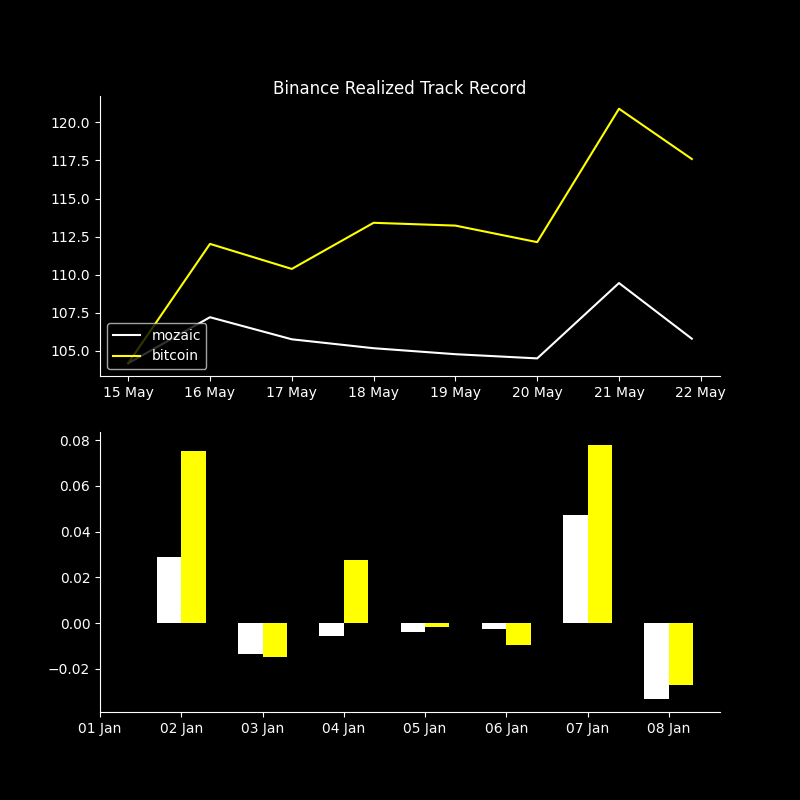 Binance Realized Track Record
120.0
117.5
115.0
112.5
110.0
107.5
105.0
mozaic
bitcoin
15 May 16 May 17 May 18 May 19 May 20 May 21 May 22 May
0.08
0.06
0.04
0.02
0.00
−0.02
01 Jan 02 Jan 03 Jan 04 Jan 05 Jan 06 Jan 07 Jan 08 Jan